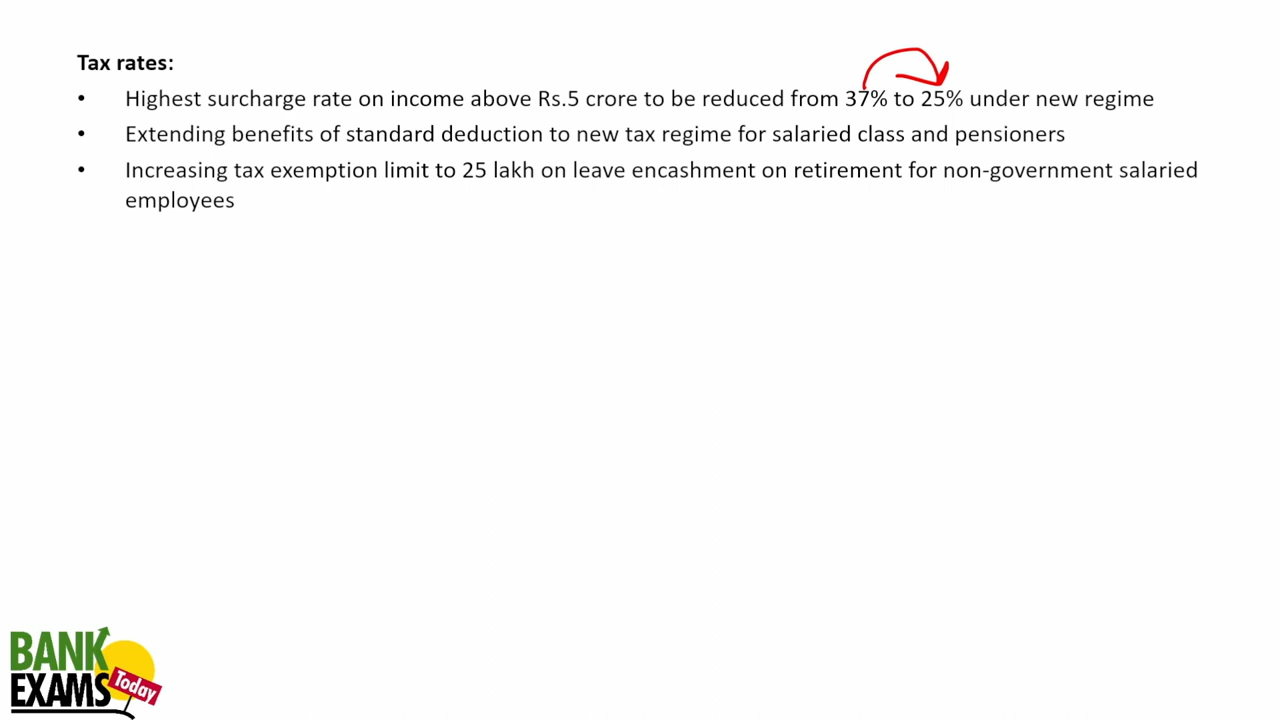 Tax rates:
• Highest surcharge rate on income above Rs.5 crore to be reduced from 37% to 25% under new regime
• Extending benefits of standard deduction to new tax regime for salaried class and pensioners
• Increasing tax exemption limit to 25 lakh on leave encashment on retirement for non-government salaried
employees
BANK
EXAMS
Today